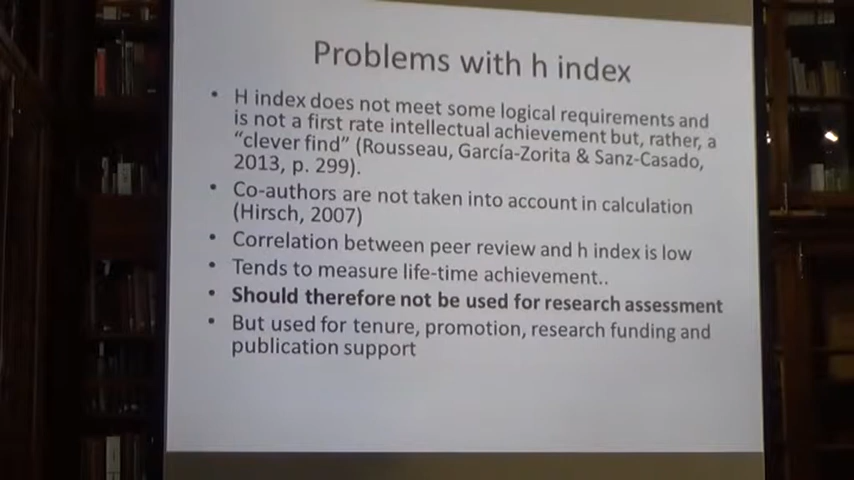 Problems with h index
• H index does not meet some logical requirements and
is not a first rate intellectual achievement but, rather, a
“clever find” (Rousseau, García-Zorita & Sanz-Casado,
2013, p. 299).
• Co-authors are not taken into account in calculation
(Hirsch, 2007)
• Correlation between peer review and h index is low
• Tends to measure life-time achievement..
• Should therefore not be used for research assessment
• But used for tenure, promotion, research funding and
publication support